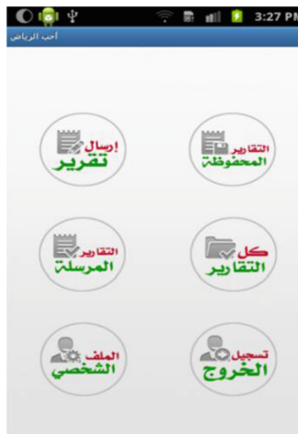 3:27 PM
أحب الرياض
إرسال
تقرير
التقارير
المحفوظة
التقارير
المرسلة
كل
التقارير
الملف
الشخصي
تسجيل
الخروج